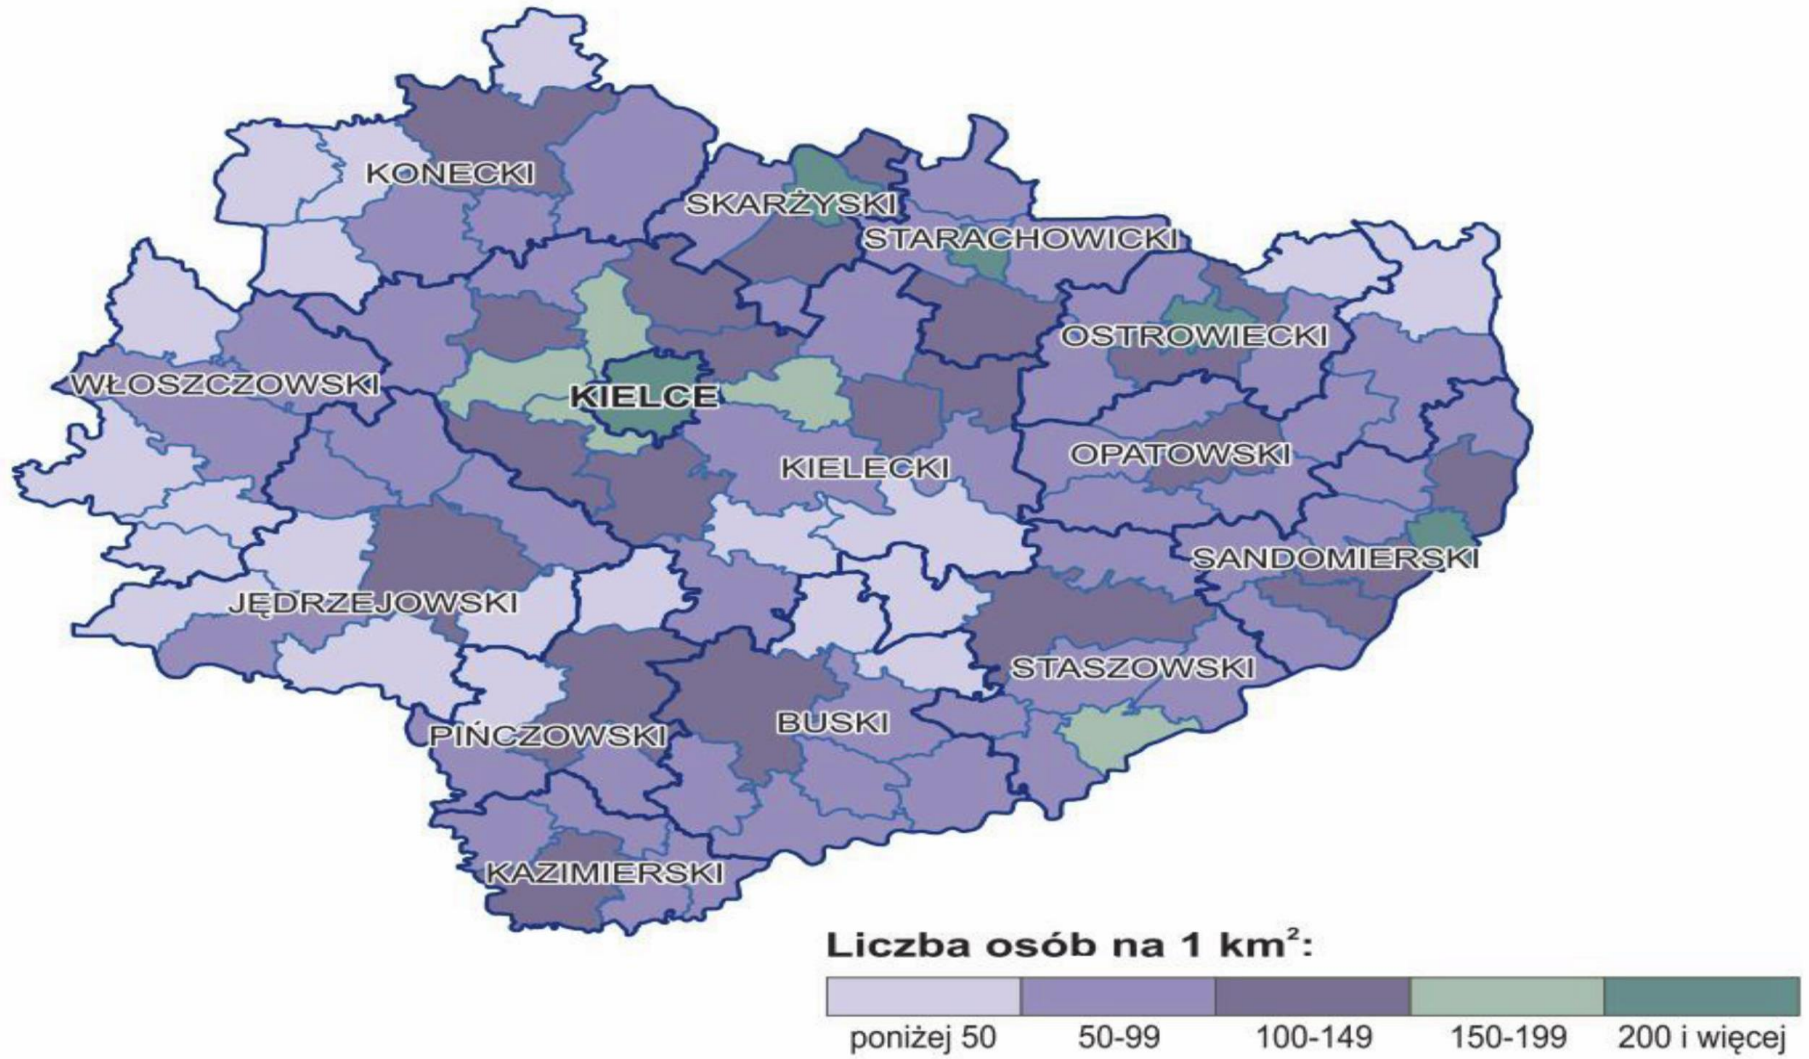 KONECKI
SKARŻYSKI
STARACHOWICKI
OSTROWIECKI
WŁOSZCZOWSKI
KIELCE
KIELECKI
OPATOWSKI
SANDOMIERSKI
JĘDRZEJOWSKI
STASZOWSKI
PIŃCZOWSKI
BUSKI
KAZIMIERSKI
Liczba osób na 1 km²:
poniżej 50 50-99 100-149 150-199 200 i więcej